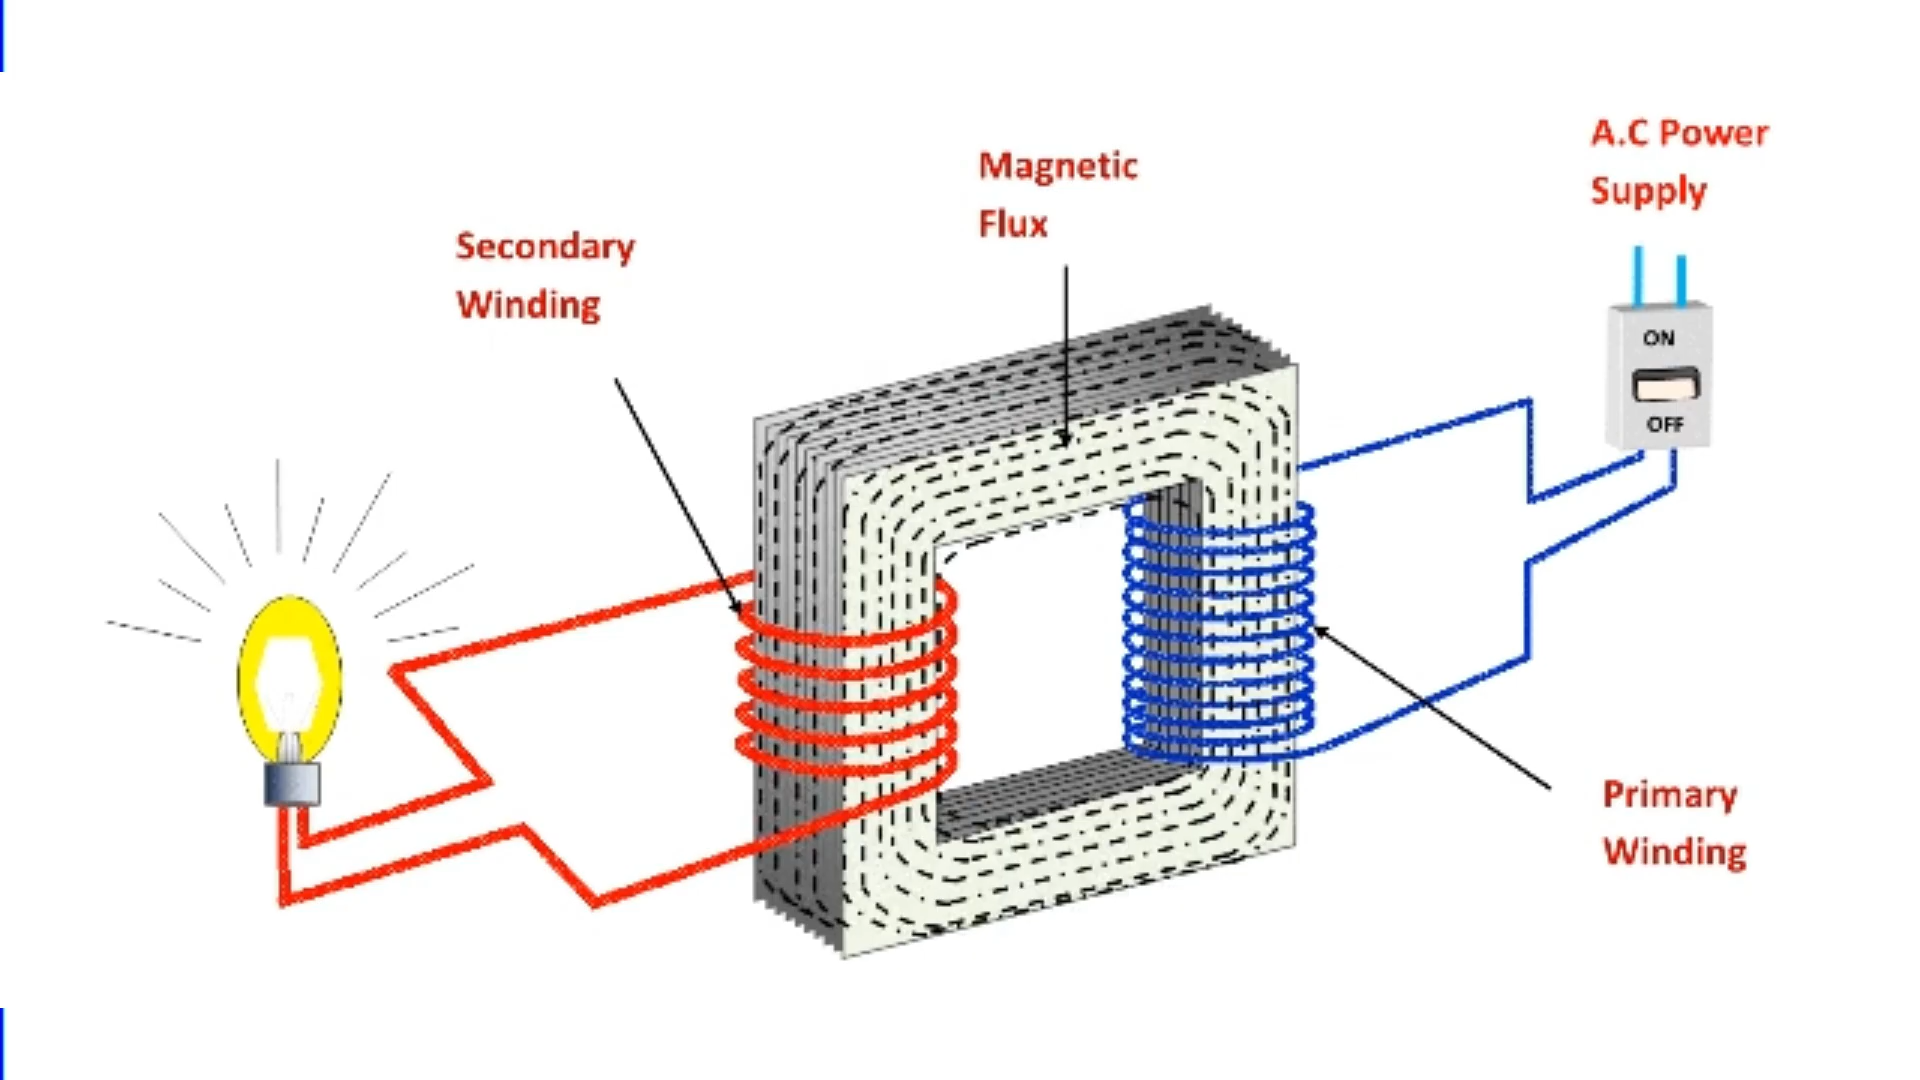 A.C Power
Supply
Magnetic
Flux
Secondary
Winding
ON
OFF
Primary
Winding